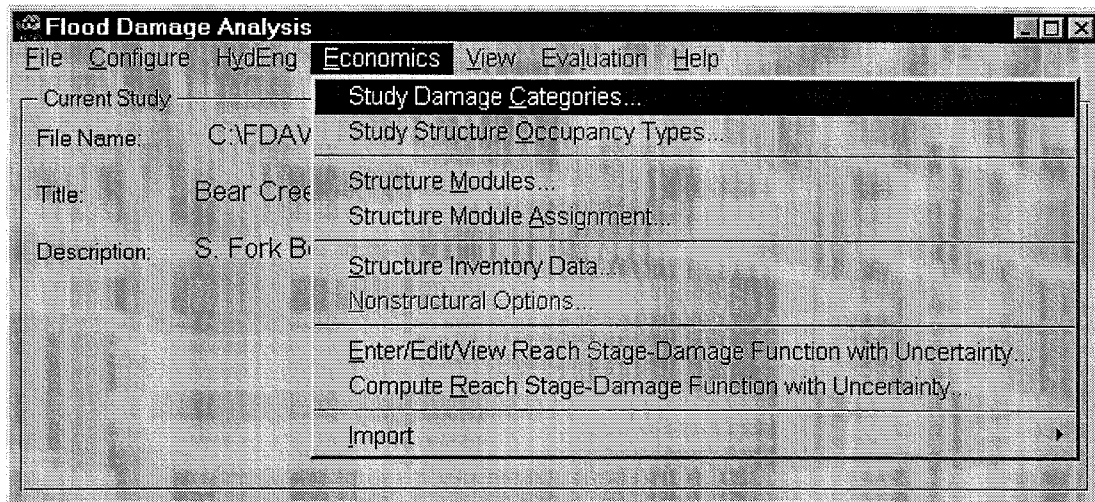 Flood Damage Analysis
File Configure HydEng Economics View Evaluation Help
Current Study
File Name: C:\FDAV
Title: Bear Cree
Description: S. Fork B
Study Damage Categories...
Study Structure Occupancy Types...
Structure Modules...
Structure Module Assignment...
Structure Inventory Data...
Nonstructural Options...
Enter/Edit/View Reach Stage-Damage Function with Uncertainty...
Compute Reach Stage-Damage Function with Uncertainty...
Import